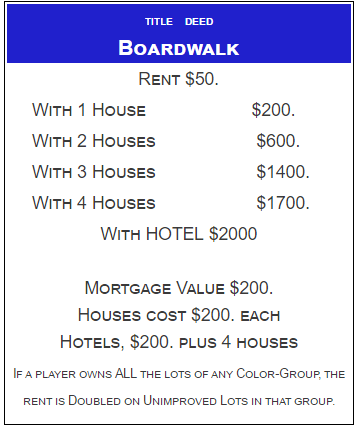 TITLE DEED
BOARDWALK
RENT $50.
WITH 1 HOUSE $200.
WITH 2 HOUSES $600.
WITH 3 HOUSES $1400.
WITH 4 HOUSES $1700.
WITH HOTEL $2000
MORTGAGE VALUE $200.
HOUSES COST $200. EACH
HOTELS, $200. PLUS 4 HOUSES
IF A PLAYER OWNS ALL THE LOTS OF ANY COLOR-GROUP, THE
RENT IS DOUBLED ON UNIMPROVED LOTS IN THAT GROUP.